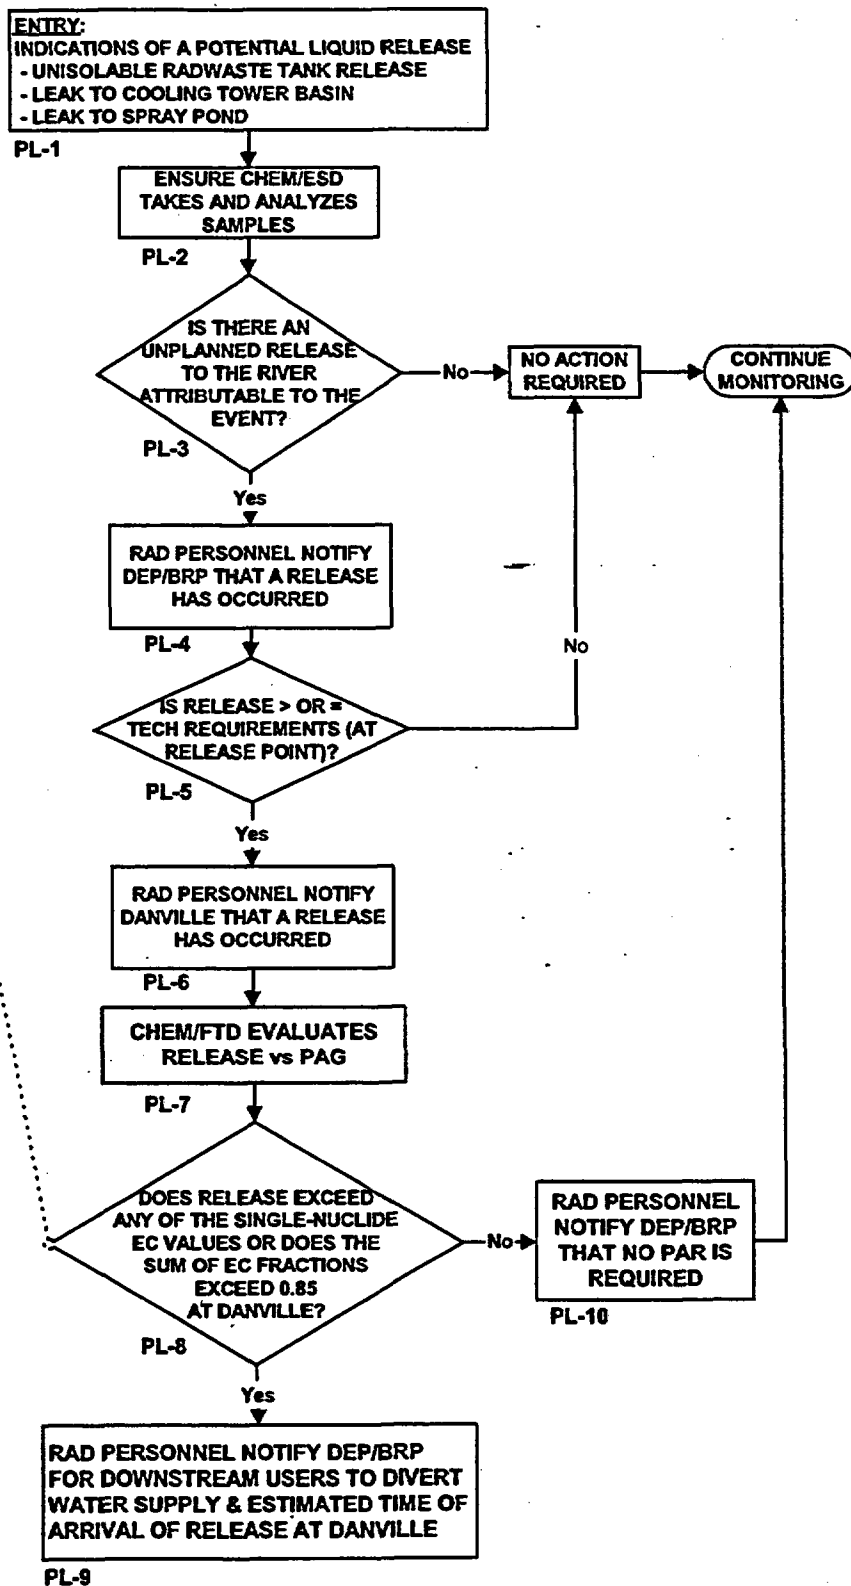 ENTRY:
INDICATIONS OF A POTENTIAL LIQUID RELEASE
- UNISOLABLE RADWASTE TANK RELEASE
- LEAK TO COOLING TOWER BASIN
- LEAK TO SPRAY POND
PL-1
ENSURE CHEM/ESD
TAKES AND ANALYZES
SAMPLES
PL-2
IS THERE AN
UNPLANNED RELEASE
TO THE RIVER
ATTRIBUTABLE TO THE
EVENT?
PL-3
No
NO ACTION
REQUIRED
CONTINUE
MONITORING
Yes
RAD PERSONNEL NOTIFY
DEP/BRP THAT A RELEASE
HAS OCCURRED
PL-4
No
IS RELEASE > OR =
TECH REQUIREMENTS (AT
RELEASE POINT)?
PL-5
Yes
RAD PERSONNEL NOTIFY
DANVILLE THAT A RELEASE
HAS OCCURRED
PL-6
CHEM/FTD EVALUATES
RELEASE vs PAG
PL-7
DOES RELEASE EXCEED
ANY OF THE SINGLE-NUCLIDE
EC VALUES OR DOES THE
SUM OF EC FRACTIONS
EXCEED 0.85
AT DANVILLE?
PL-8
No
RAD PERSONNEL
NOTIFY DEP/BRP
THAT NO PAR IS
REQUIRED
PL-10
Yes
RAD PERSONNEL NOTIFY DEP/BRP
FOR DOWNSTREAM USERS TO DIVERT
WATER SUPPLY & ESTIMATED TIME OF
ARRIVAL OF RELEASE AT DANVILLE
PL-9